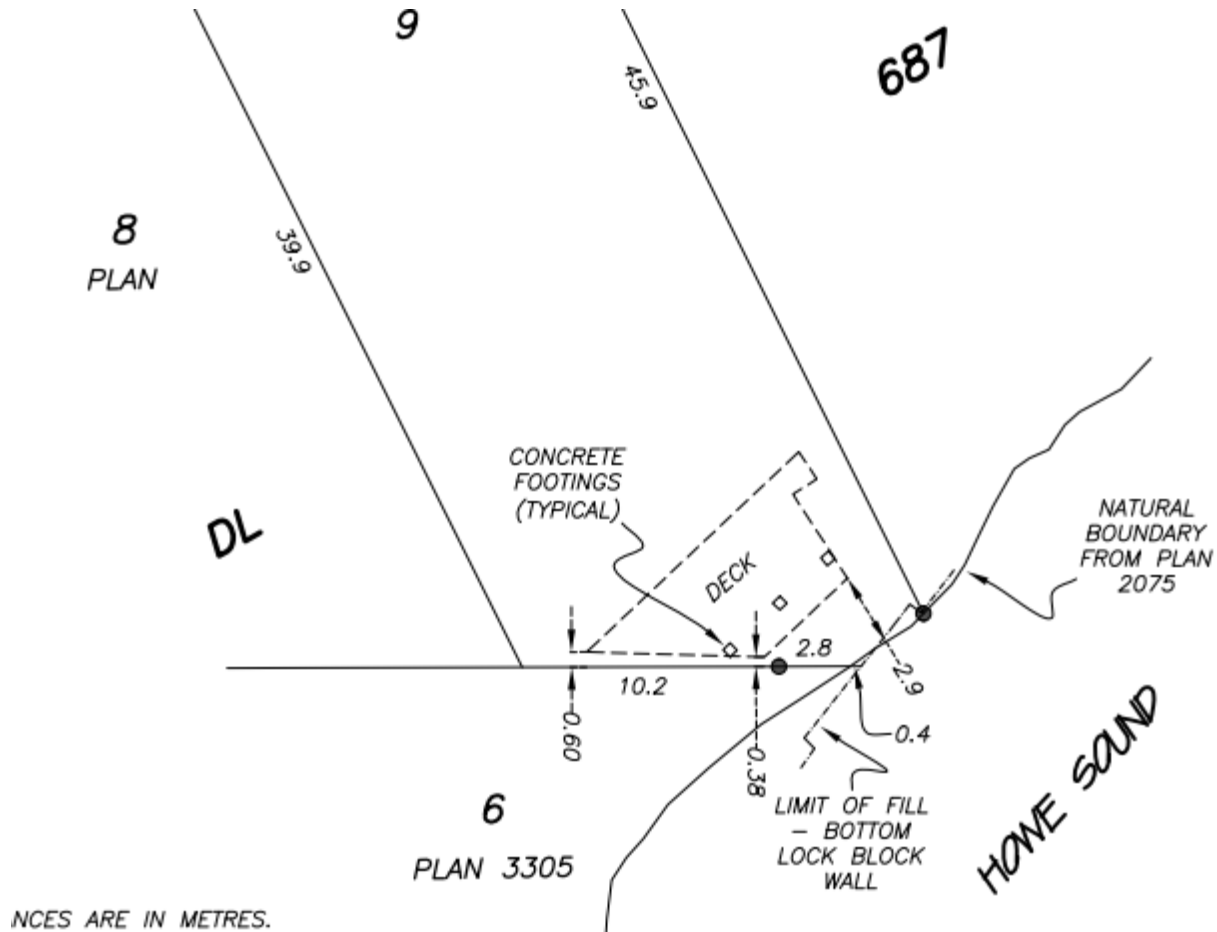 9
687
45.9
8
PLAN
39.9
CONCRETE
FOOTINGS
(TYPICAL)
DL
DECK
NATURAL
BOUNDARY
FROM PLAN
2075
2.8
10.2
2.9
0.60
0.38
0.4
HOWE SOUND
LIMIT OF FILL
- BOTTOM
LOCK BLOCK
WALL
6
PLAN 3305
NCES ARE IN METRES.